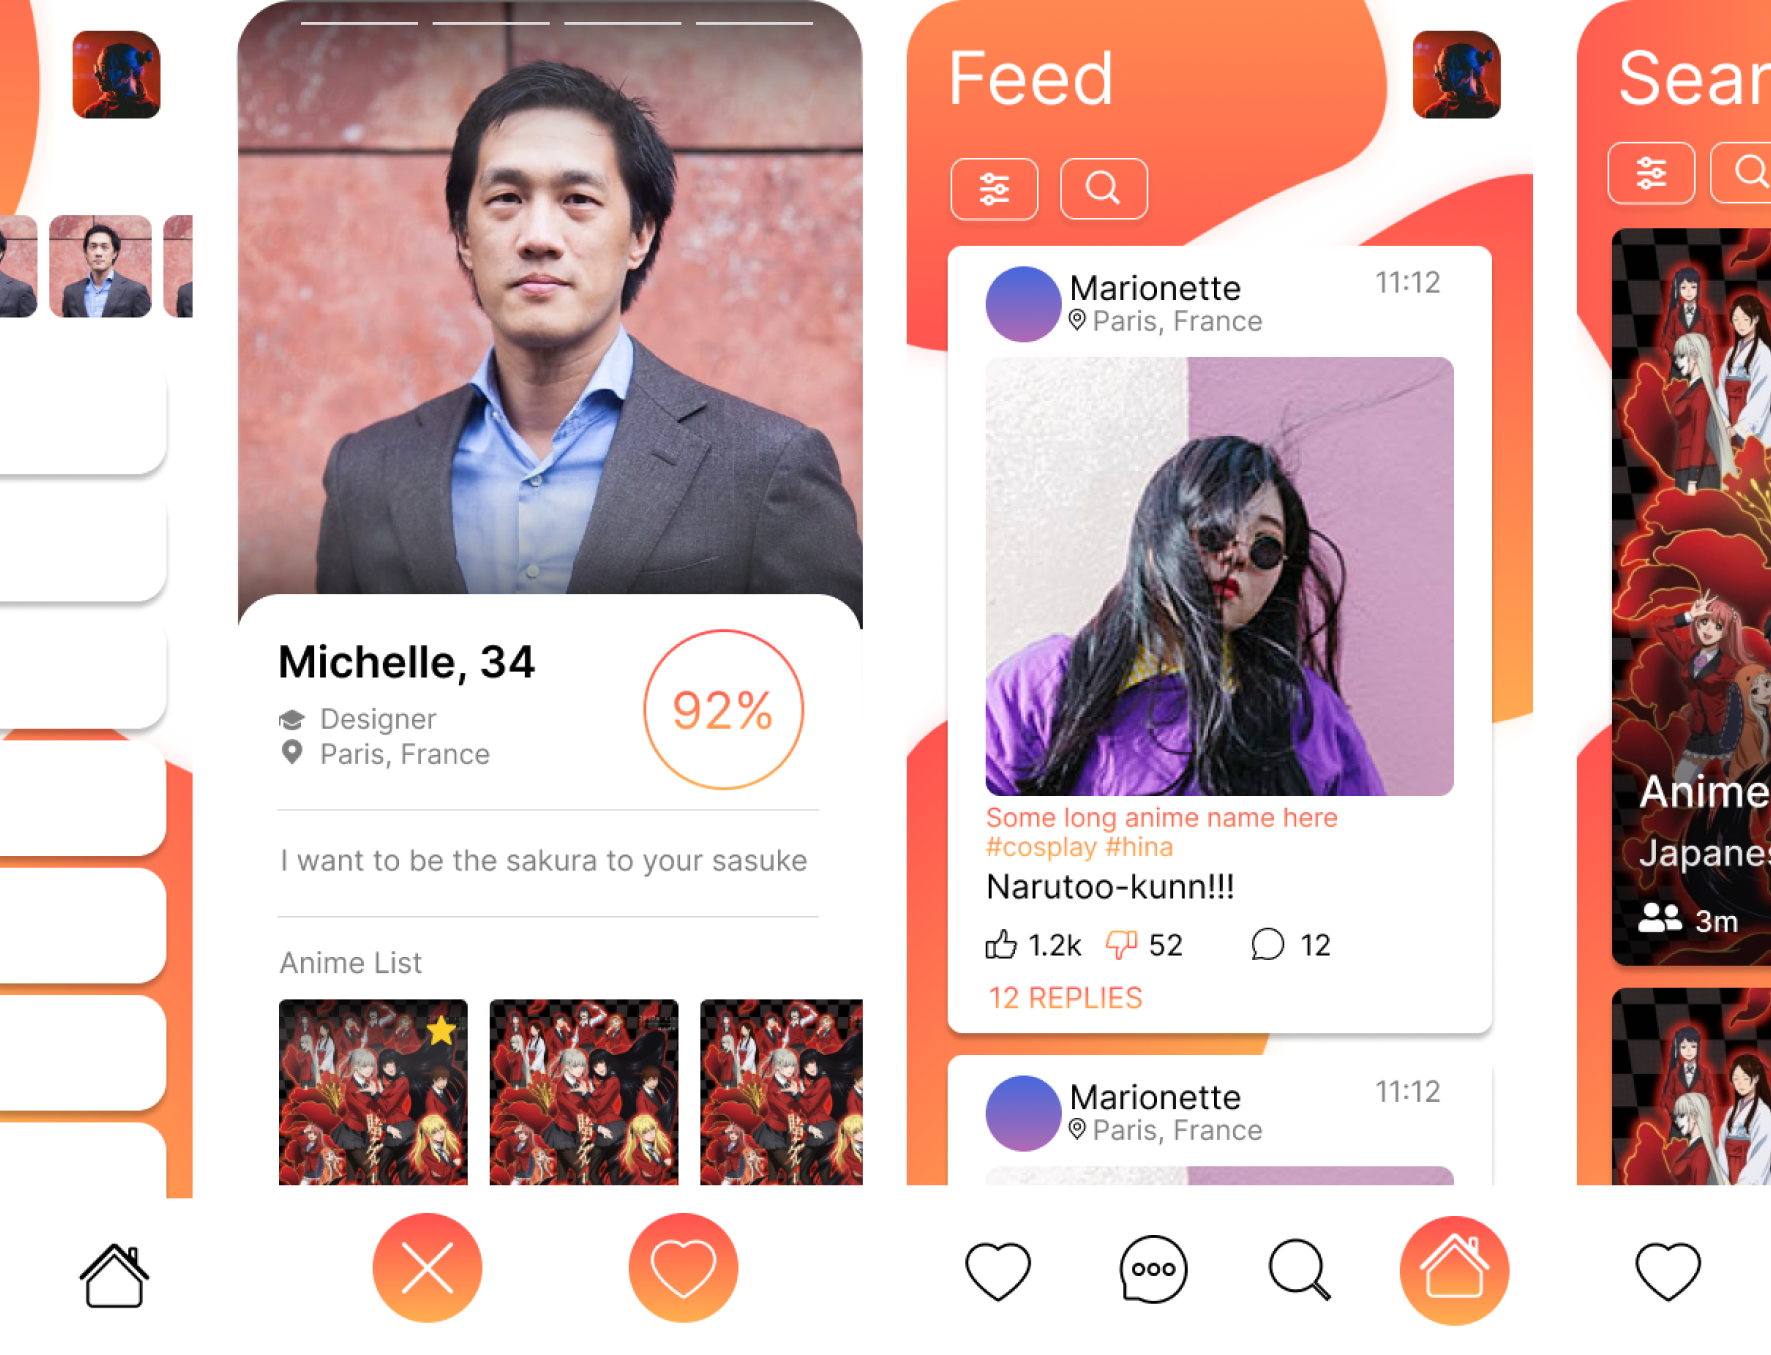 Michelle, 34
92%
Designer
Paris, France
I want to be the sakura to your sasuke
Anime List
Feed
Marionette
11:12
Paris, France
Some long anime name here
#cosplay #hina
Narutoo-kunn!!!
1.2k 52 12
12 REPLIES
Marionette
11:12
Paris, France
Sear
Anime
Japanes
3m